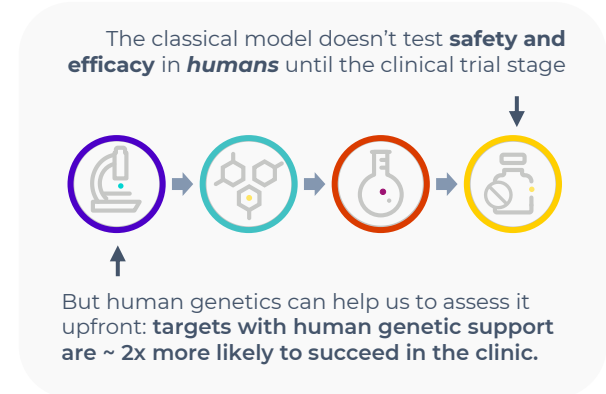 The classical model doesn’t test safety and
efficacy in humans until the clinical trial stage
But human genetics can help us to assess it
upfront: targets with human genetic support
are ~ 2x more likely to succeed in the clinic.